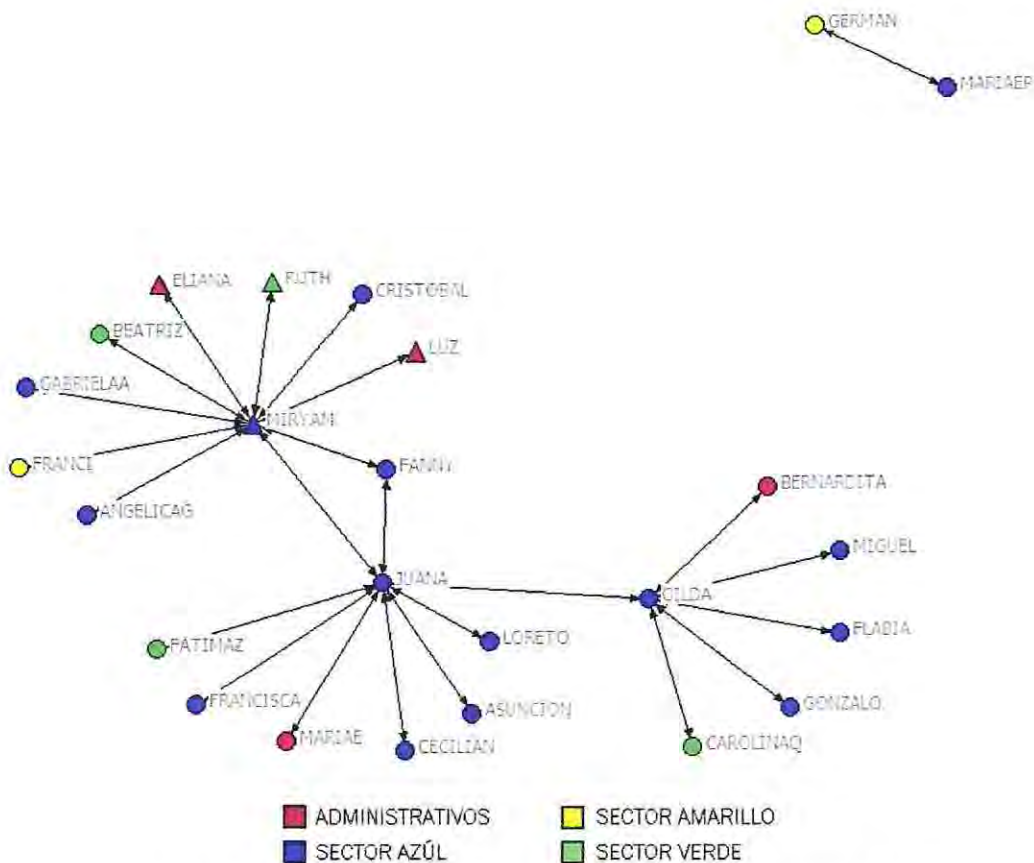 GERMAN
MARIAEP
ELIANA
RUTH
CRISTOBAL
BEATRIZ
LUZ
GABRIELAA
MIRYAM
FRANCI
FANNY
ANGELICAG
BERNARDITA
MIGUEL
JUANA
GILDA
FLABIA
FATIMAZ
LORETO
FRANCISCA
ASUNCION
GONZALO
MARIAE
CECILIAN
CAROLINAQ
ADMINISTRATIVOS
SECTOR AMARILLO
SECTOR AZÚL
SECTOR VERDE